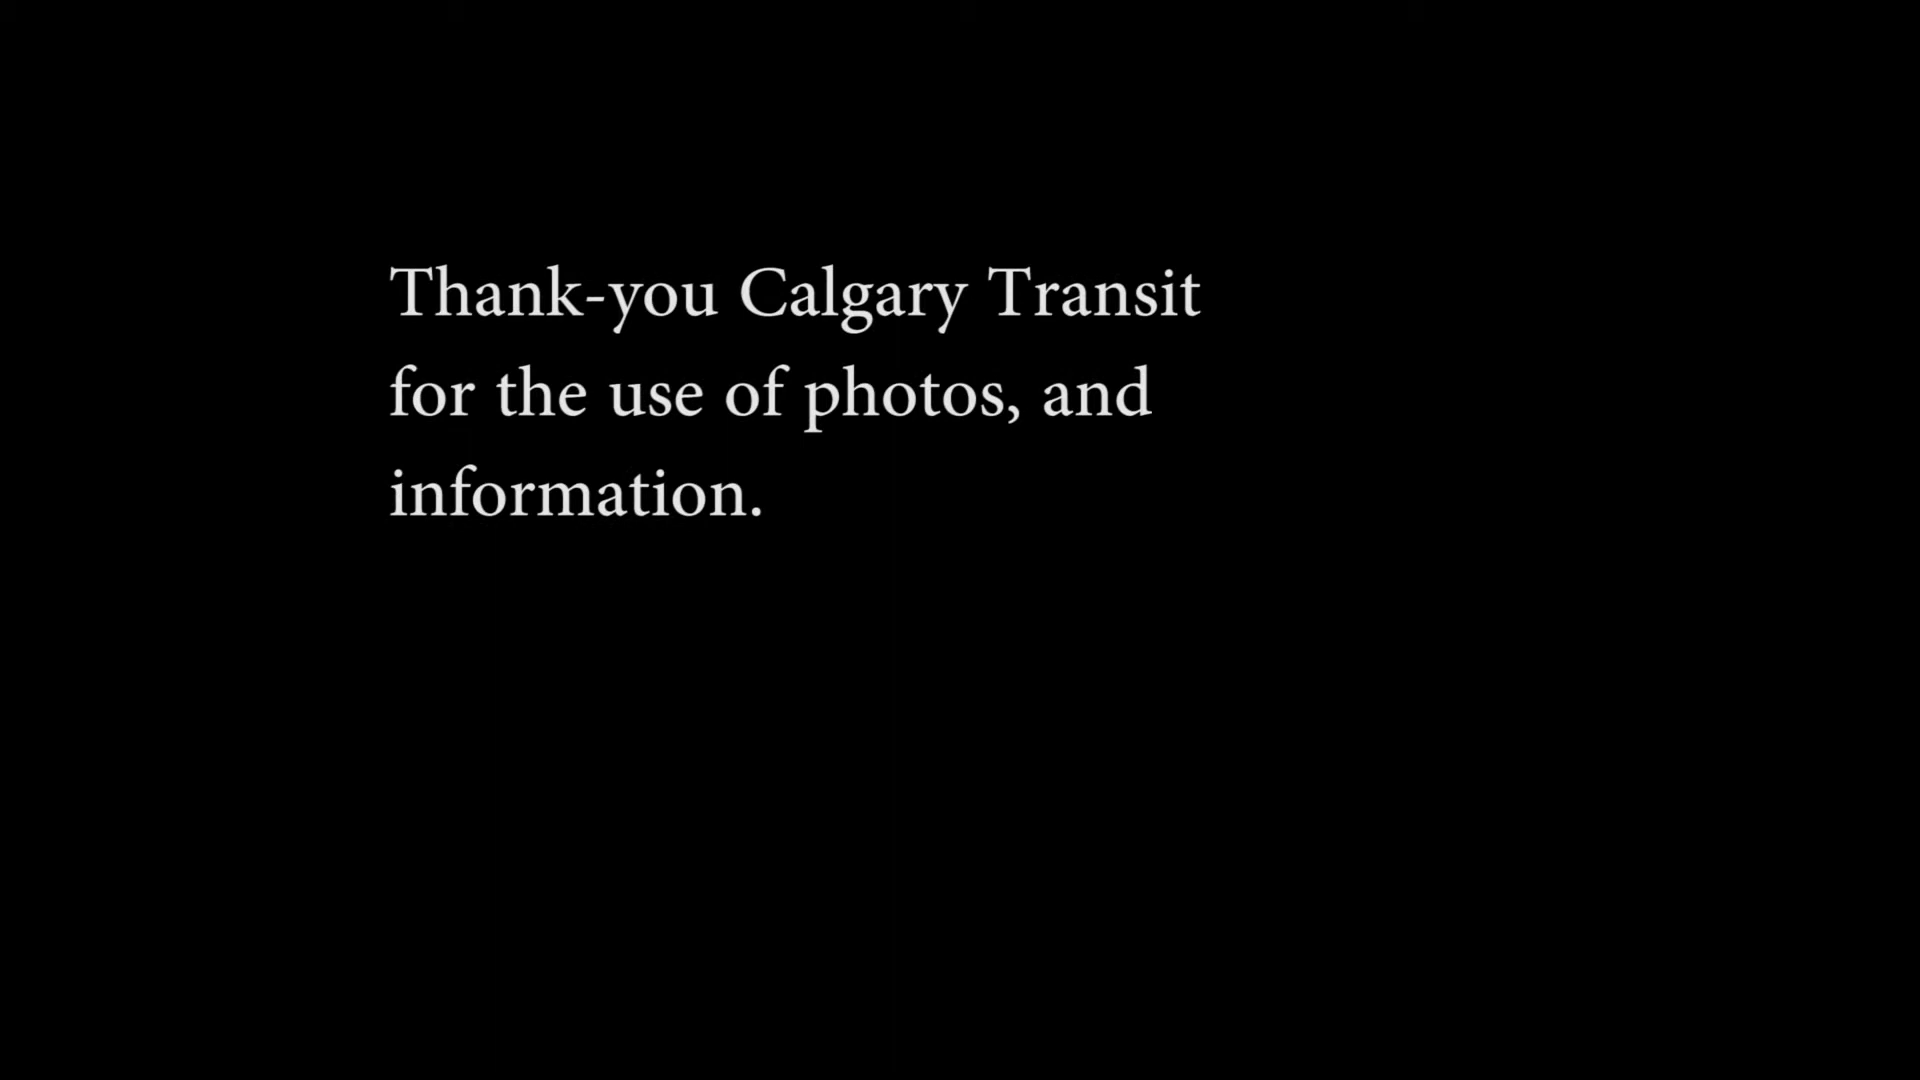 Thank-you Calgary Transit
for the use of photos, and
information.